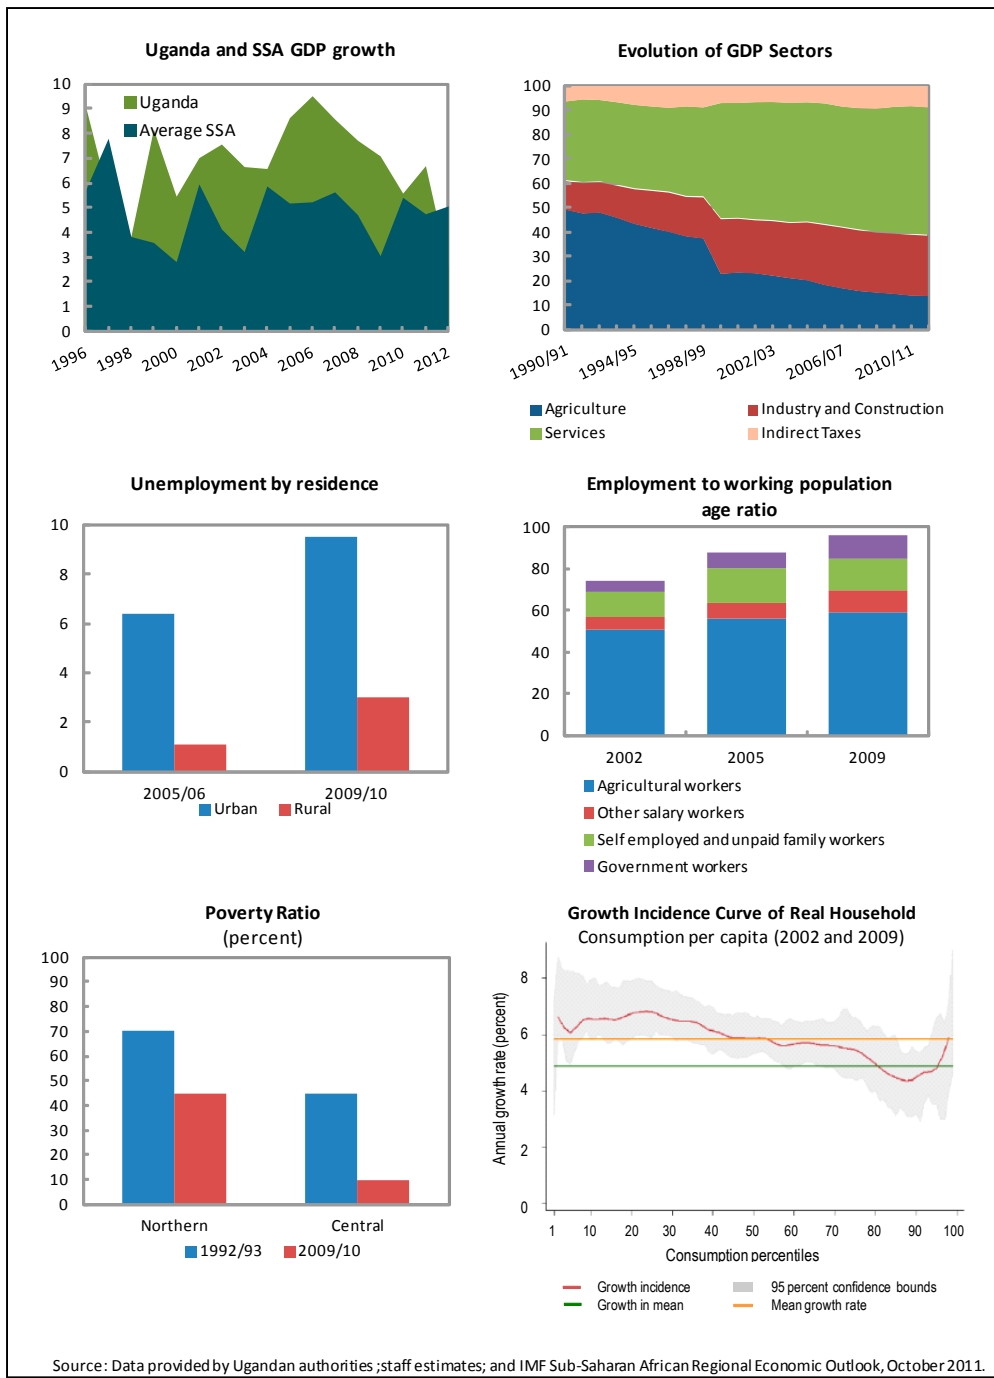 Uganda and SSA GDP growth
10
9
8
7
6
5
4
3
2
1
0
Uganda
Average SSA
1996
1998
2000
2002
2004
2006
2008
2010
2012
Evolution of GDP Sectors
100
90
80
70
60
50
40
30
20
10
0
1990/91
1994/95
1998/99
2002/03
2006/07
2010/11
Agriculture
Industry and Construction
Services
Indirect Taxes
Unemployment by residence
10
8
6
4
2
0
2005/06
2009/10
Urban
Rural
Employment to working population
age ratio
100
80
60
40
20
0
2002
2005
2009
Agricultural workers
Other salary workers
Self employed and unpaid family workers
Government workers
Poverty Ratio
(percent)
100
90
80
70
60
50
40
30
20
10
0
Northern
Central
1992/93
2009/10
Growth Incidence Curve of Real Household
Consumption per capita (2002 and 2009)
Annual growth rate (percent)
8
6
4
2
0
1
10
20
30
40
50
60
70
80
90
100
Consumption percentiles
Growth incidence
95 percent confidence bounds
Growth in mean
Mean growth rate
Source: Data provided by Ugandan authorities ;staff estimates; and IMF Sub-Saharan African Regional Economic Outlook, October 2011.